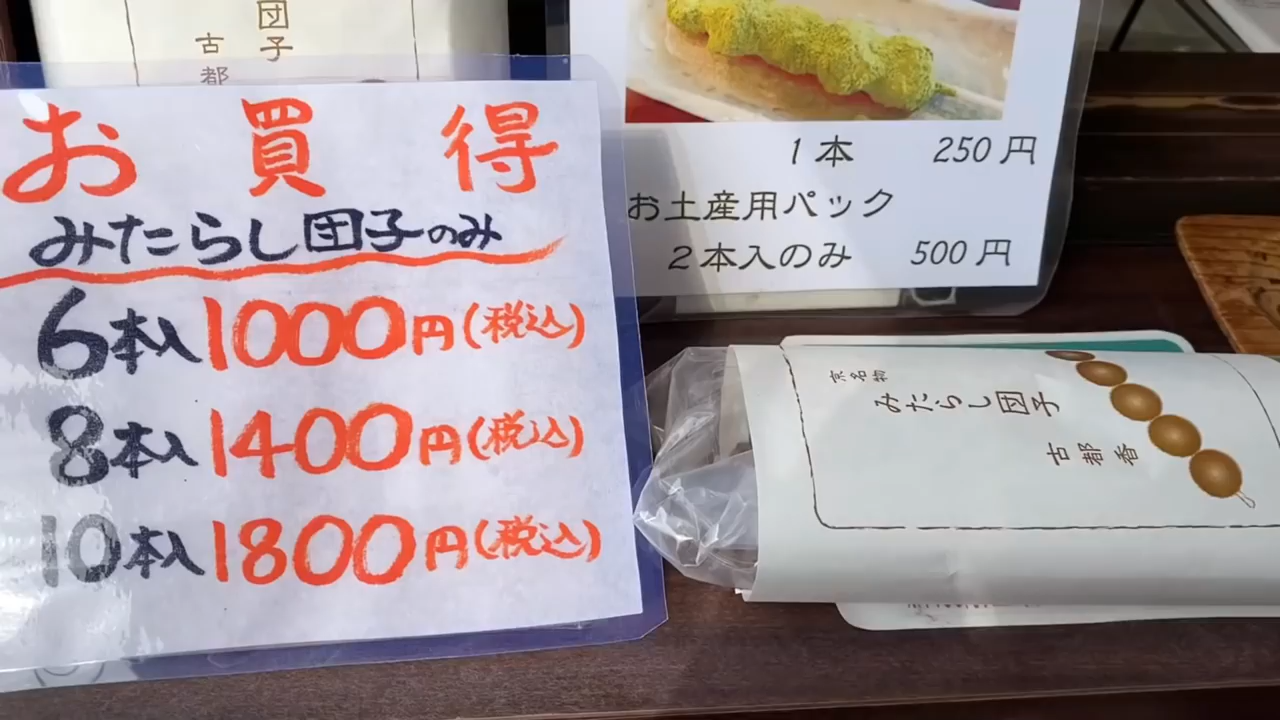 団子
古都
お買得
みたらし団子のみ
6本入1000円(税込)
8本入1400円(税込)
10本入1800円(税込)
1本 250円
お土産用パック
2本入のみ 500円
京名物
みたらし団子
古都香